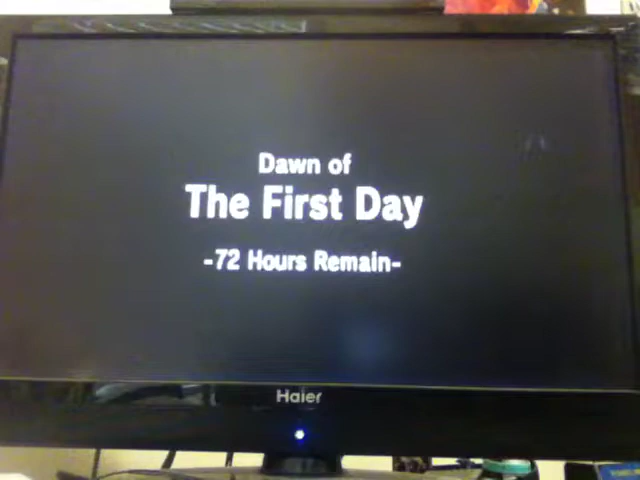 Dawn of
The First Day
-72 Hours Remain-
Haier